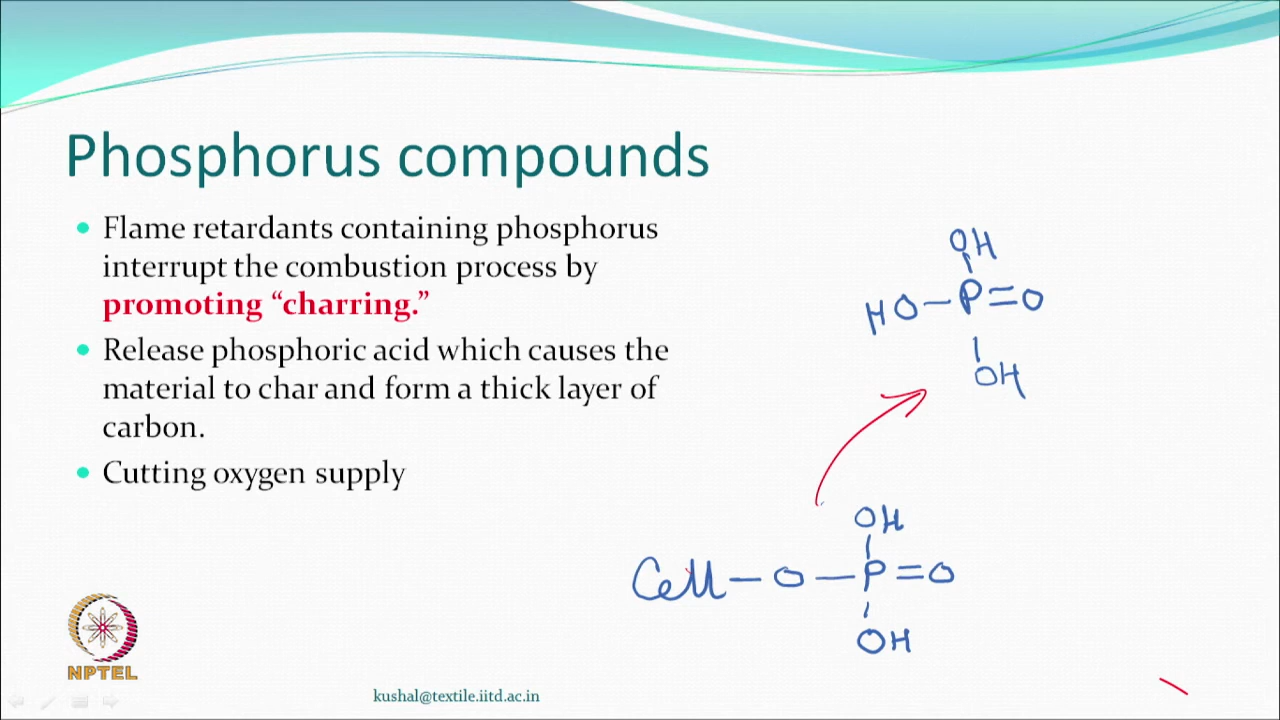 Phosphorus compounds
• Flame retardants containing phosphorus
interrupt the combustion process by
promoting “charring.”
• Release phosphoric acid which causes the
material to char and form a thick layer of
carbon.
• Cutting oxygen supply
OH
HO-P=O
OH
OH
Cell-O-P=O
OH
NPTEL
kushal@textile.iitd.ac.in